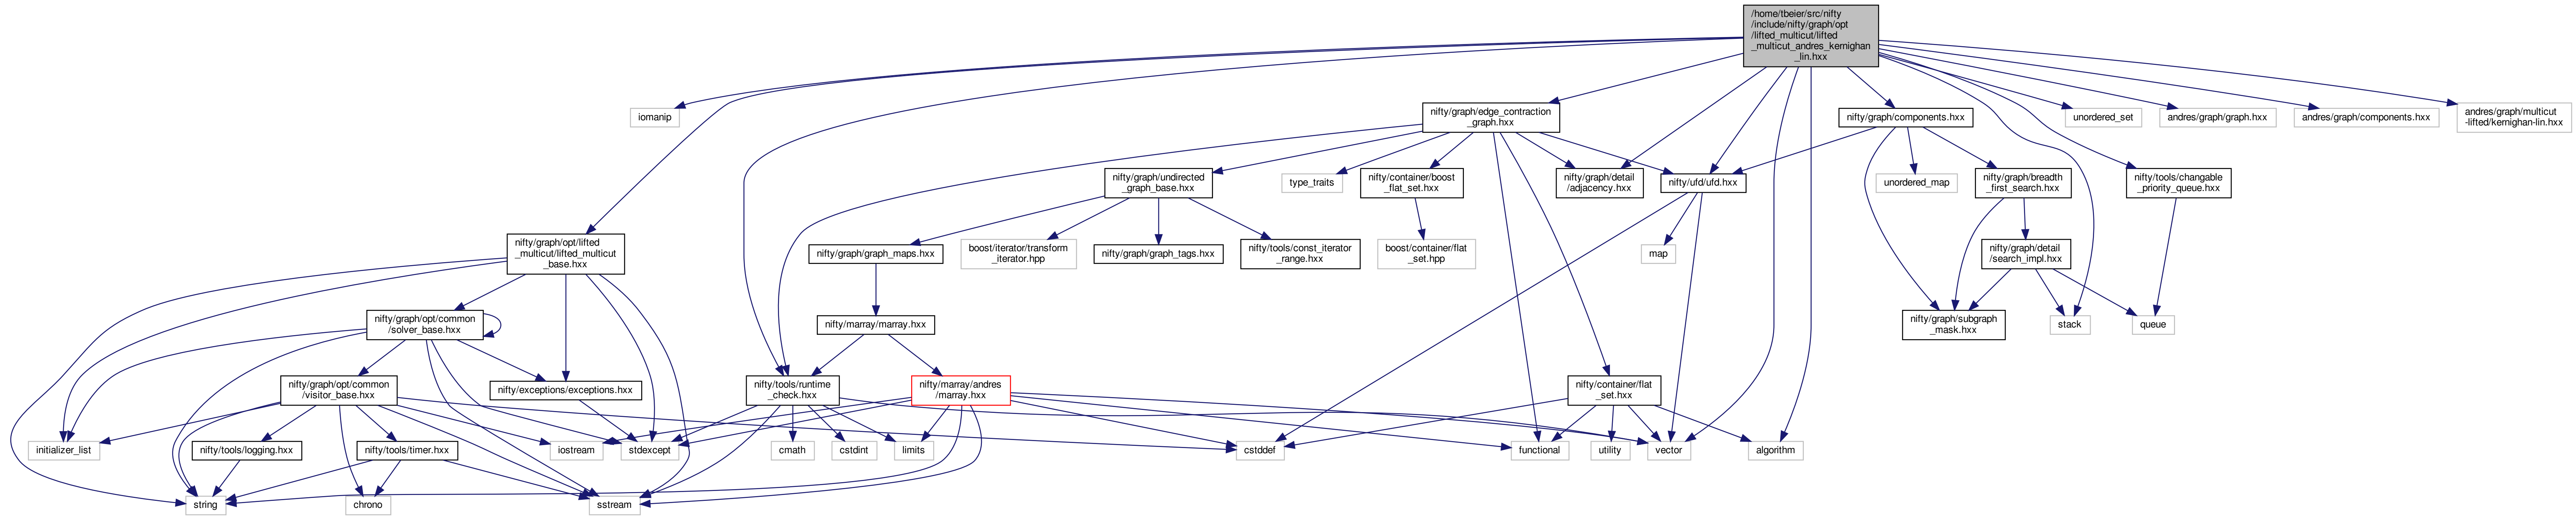 /home/tbeier/src/nifty
/include/nifty/graph/opt
/lifted_multicut/lifted
_multicut_andres_kernighan
_lin.hxx
iomanip
nifty/graph/edge_contraction
_graph.hxx
nifty/graph/components.hxx
unordered_set
andres/graph/graph.hxx
andres/graph/components.hxx
andres/graph/multicut
-lifted/kernighan-lin.hxx
nifty/graph/undirected
_graph_base.hxx
type_traits
nifty/container/boost
_flat_set.hxx
nifty/graph/detail
/adjacency.hxx
nifty/ufd/ufd.hxx
unordered_map
nifty/graph/breadth
_first_search.hxx
nifty/tools/changable
_priority_queue.hxx
nifty/graph/opt/lifted
_multicut/lifted_multicut
_base.hxx
nifty/graph/graph_maps.hxx
boost/iterator/transform
_iterator.hpp
nifty/graph/graph_tags.hxx
nifty/tools/const_iterator
_range.hxx
boost/container/flat
_set.hpp
map
nifty/graph/detail
/search_impl.hxx
nifty/graph/opt/common
/solver_base.hxx
nifty/marray/marray.hxx
nifty/graph/subgraph
_mask.hxx
stack
queue
nifty/graph/opt/common
/visitor_base.hxx
nifty/exceptions/exceptions.hxx
nifty/tools/runtime
_check.hxx
nifty/marray/andres
/marray.hxx
nifty/container/flat
_set.hxx
initializer_list
nifty/tools/logging.hxx
nifty/tools/timer.hxx
iostream
stdexcept
cmath
cstdint
limits
cstddef
functional
utility
vector
algorithm
string
chrono
sstream